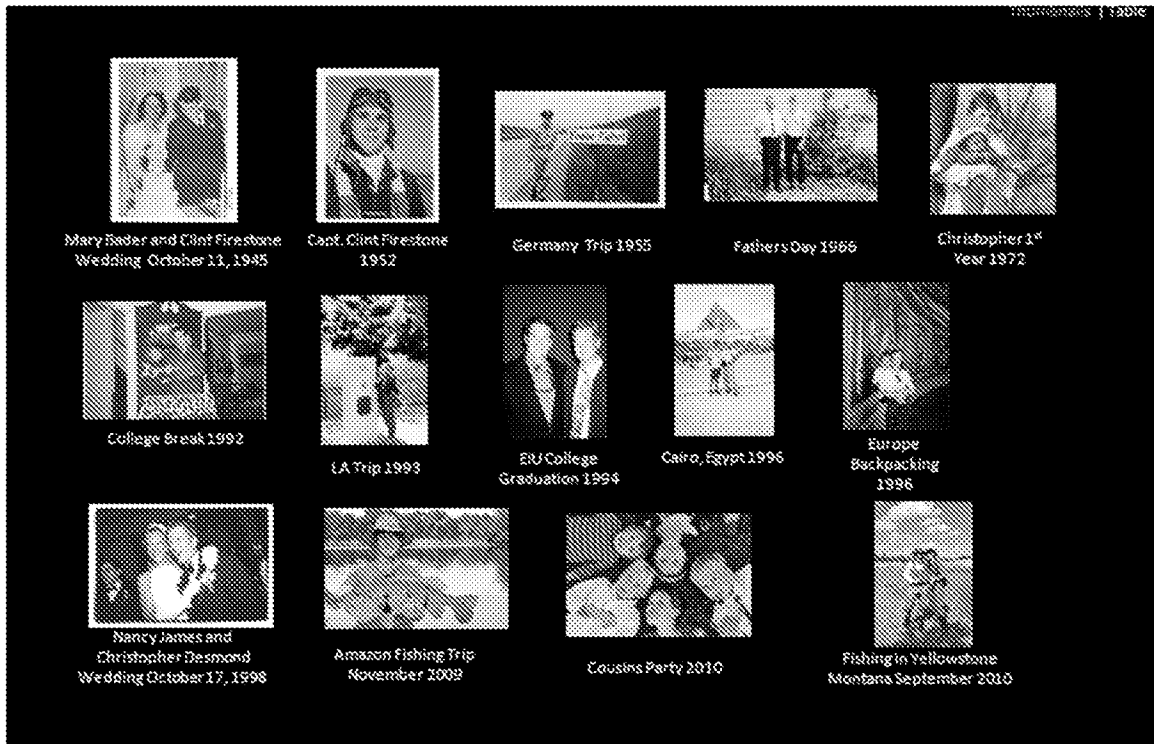 | Table
Mary Bader and Clint Firestone
Wedding October 11, 1945
Capt. Clint Firestone
1952
Germany Trip 1955
Fathers Day 1966
Christopher 1st
Year 1972
College Break 1992
LA Trip 1993
EIU College
Graduation 1994
Cairo, Egypt 1996
Europe
Backpacking
1996
Nancy James and
Christopher Desmond
Wedding October 17, 1998
Amazon Fishing Trip
November 2009
Cousins Party 2010
Fishing in Yellowstone
Montana September 2010